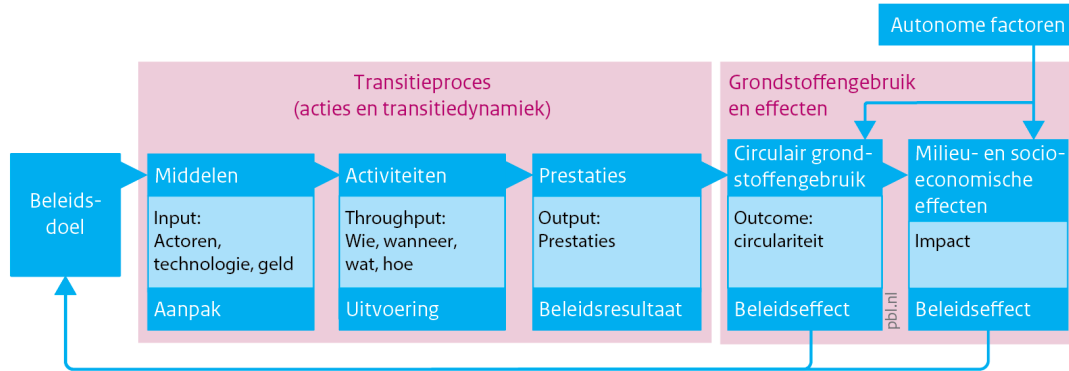 Autonome factoren
Transitieproces
(acties en transitiedynamiek)
Grondstoffengebruik
en effecten
Beleids-
doel
Middelen
Input:
Actoren,
technologie, geld
Aanpak
Activiteiten
Throughput:
Wie, wanneer,
wat, hoe
Uitvoering
Prestaties
Output:
Prestaties
Beleidsresultaat
Circulair grond-
stoffengebruik
Outcome:
circulariteit
Beleidseffect
pbl.nl
Milieu- en socio-
economische
effecten
Impact
Beleidseffect